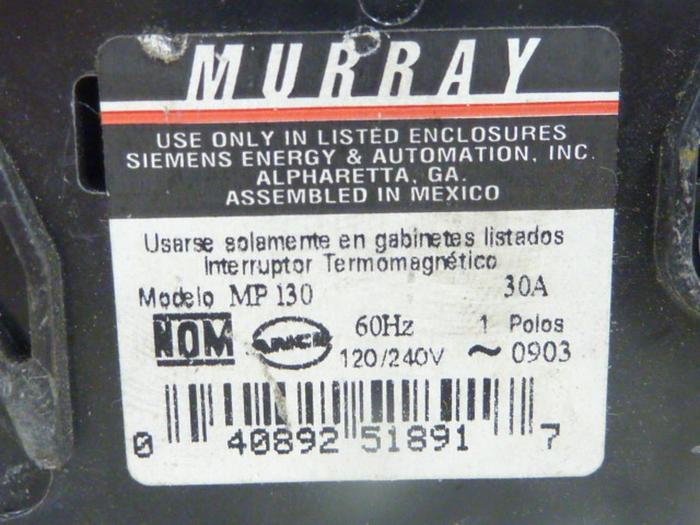 MURRAY
USE ONLY IN LISTED ENCLOSURES
SIEMENS ENERGY & AUTOMATION, INC.
ALPHARETTA, GA.
ASSEMBLED IN MEXICO
Usarse solamente en gabinetes listados
Interruptor Termomagnético
Modelo MP 130 30A
NOM ANCE 60Hz 1 Polos
120/240V ~ 0903
0 40892 51891 7